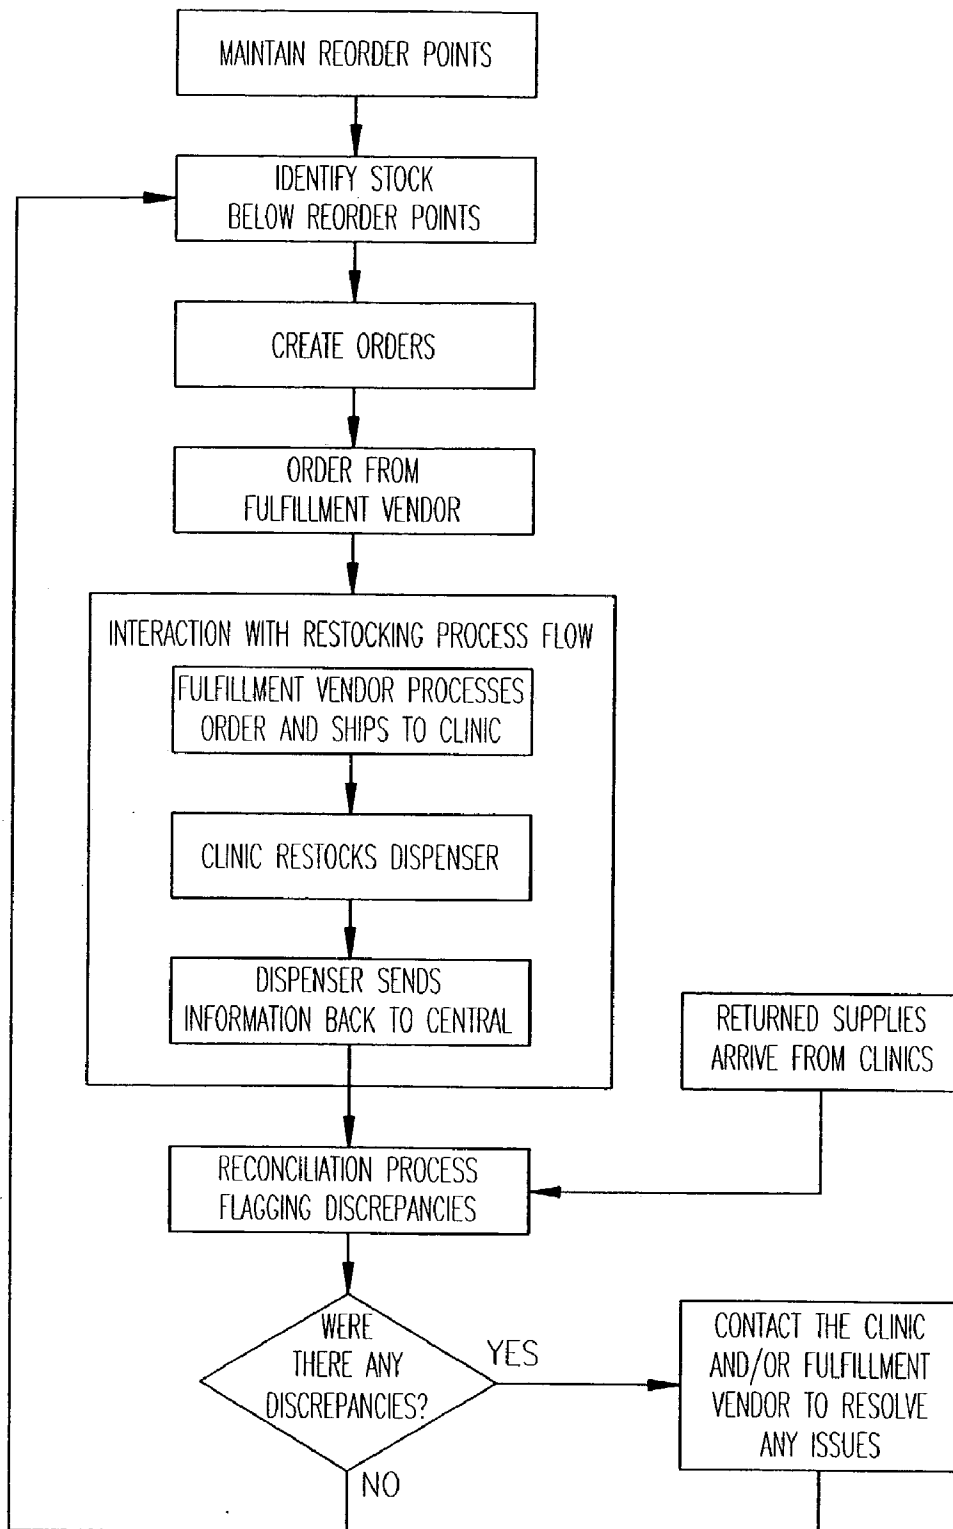 MAINTAIN REORDER POINTS
IDENTIFY STOCK
BELOW REORDER POINTS
CREATE ORDERS
ORDER FROM
FULFILLMENT VENDOR
INTERACTION WITH RESTOCKING PROCESS FLOW
FULFILLMENT VENDOR PROCESSES
ORDER AND SHIPS TO CLINIC
CLINIC RESTOCKS DISPENSER
DISPENSER SENDS
INFORMATION BACK TO CENTRAL
RETURNED SUPPLIES
ARRIVE FROM CLINICS
RECONCILIATION PROCESS
FLAGGING DISCREPANCIES
WERE
THERE ANY
DISCREPANCIES?
YES
CONTACT THE CLINIC
AND/OR FULFILLMENT
VENDOR TO RESOLVE
ANY ISSUES
NO